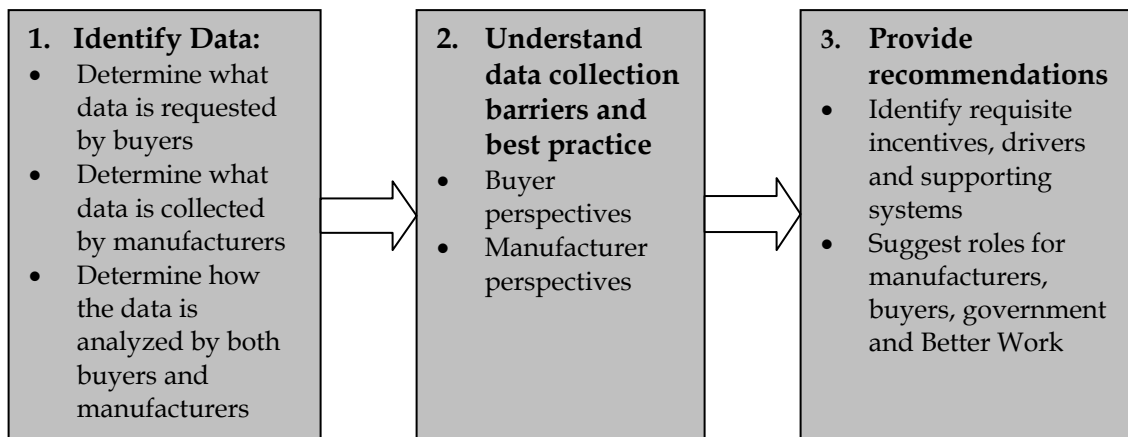 1. Identify Data:
• Determine what
data is requested
by buyers
• Determine what
data is collected
by manufacturers
• Determine how
the data is
analyzed by both
buyers and
manufacturers
2. Understand
data collection
barriers and
best practice
• Buyer
perspectives
• Manufacturer
perspectives
3. Provide
recommendations
• Identify requisite
incentives, drivers
and supporting
systems
• Suggest roles for
manufacturers,
buyers, government
and Better Work